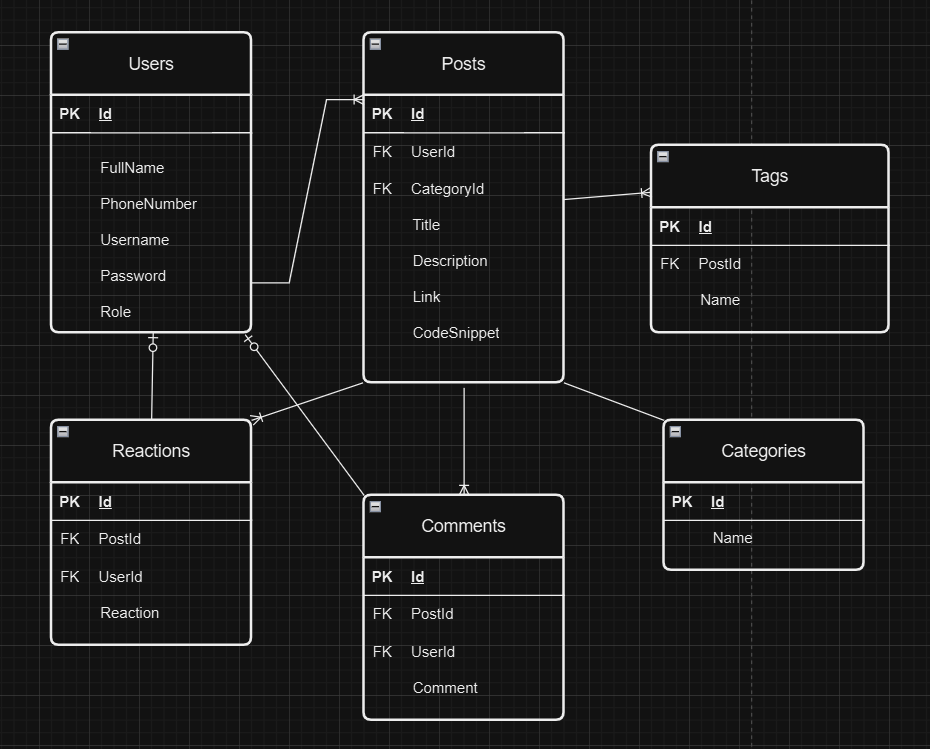 Users
PK Id
FullName
PhoneNumber
Username
Password
Role
Posts
PK Id
FK UserId
FK CategoryId
Title
Description
Link
CodeSnippet
Tags
PK Id
FK PostId
Name
Reactions
PK Id
FK PostId
FK UserId
Reaction
Comments
PK Id
FK PostId
FK UserId
Comment
Categories
PK Id
Name